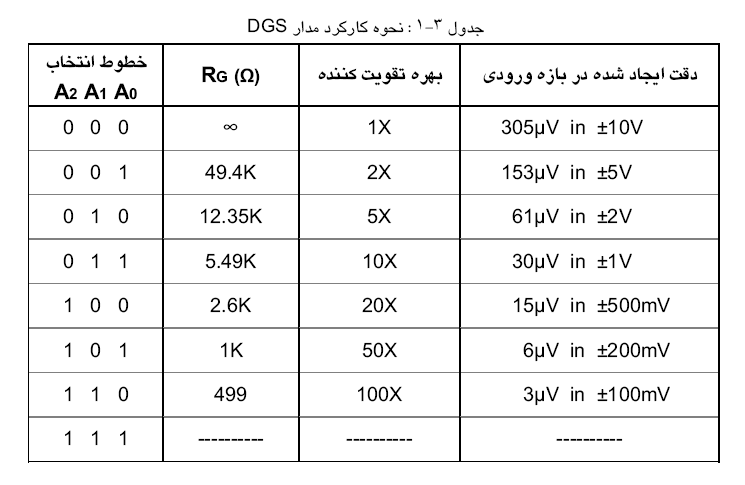 جدول ۳-۱ : نحوه کارکرد مدار DGS
خطوط انتخاب
A2 A1 A0
RG (Ω)
بهره تقویت کننده
دقت ایجاد شده در بازه ورودی
0 0 0 ∞ 1X 305µV in ±10V
0 0 1 49.4K 2X 153µV in ±5V
0 1 0 12.35K 5X 61µV in ±2V
0 1 1 5.49K 10X 30µV in ±1V
1 0 0 2.6K 20X 15µV in ±500mV
1 0 1 1K 50X 6µV in ±200mV
1 1 0 499 100X 3µV in ±100mV
1 1 1 ---------- ---------- ----------